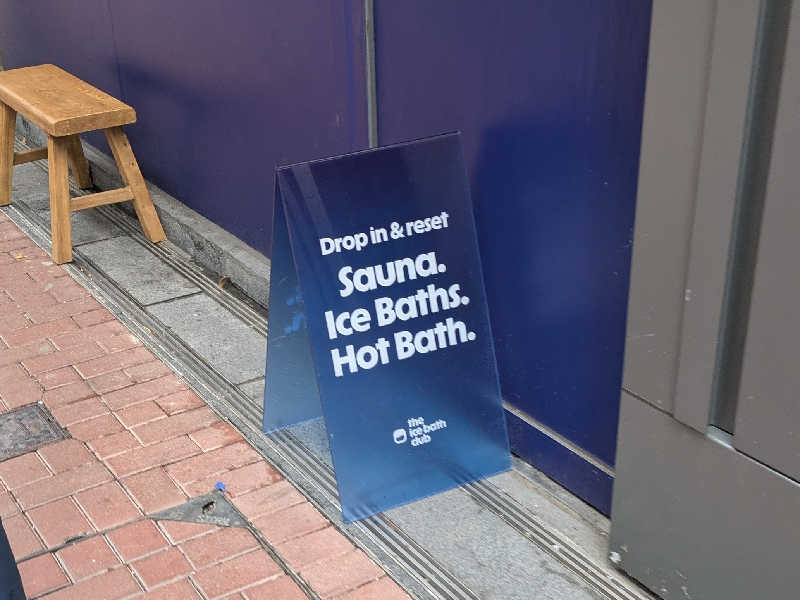 Drop in & reset
Sauna.
Ice Baths.
Hot Bath.
the
ice bath
club